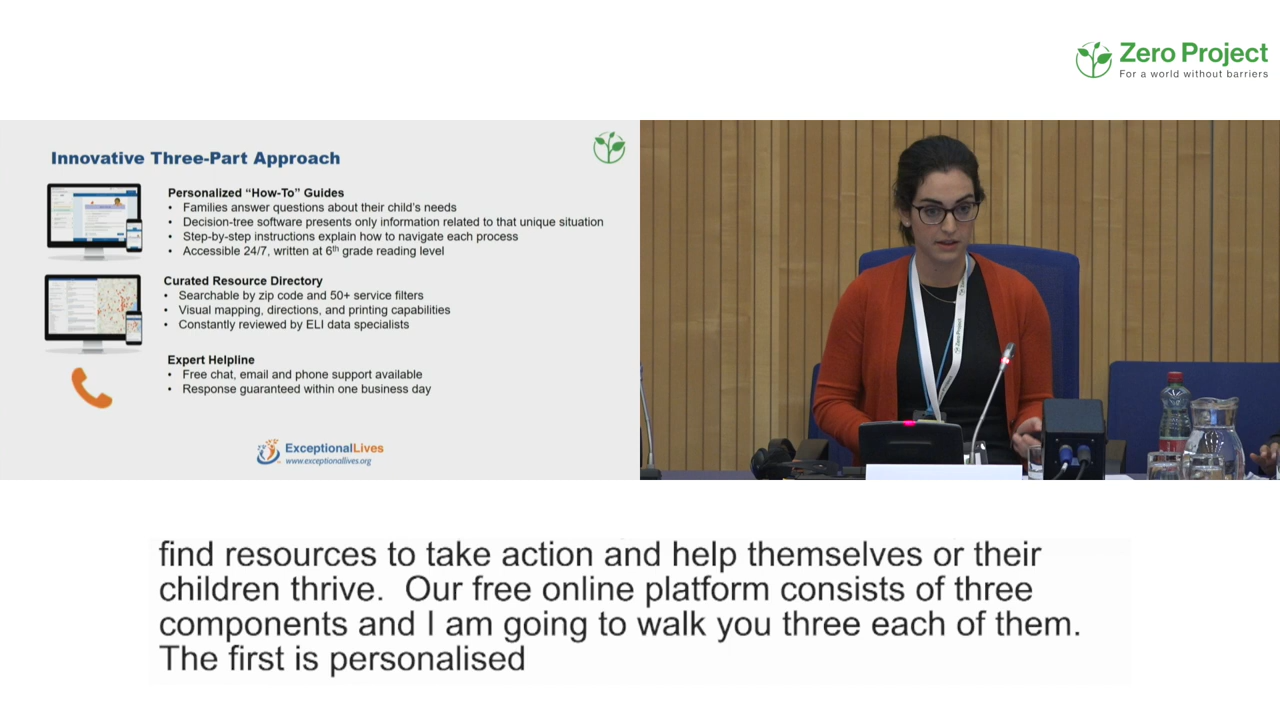 Zero Project
For a world without barriers
Innovative Three-Part Approach
Personalized “How-To” Guides
• Families answer questions about their child’s needs
• Decision-tree software presents only information related to that unique situation
• Step-by-step instructions explain how to navigate each process
• Accessible 24/7, written at 6th grade reading level
Curated Resource Directory
• Searchable by zip code and 50+ service filters
• Visual mapping, directions, and printing capabilities
• Constantly reviewed by ELI data specialists
Expert Helpline
• Free chat, email and phone support available
• Response guaranteed within one business day
ExceptionalLives
www.exceptionallives.org
Zero Project
find resources to take action and help themselves or their
children thrive.  Our free online platform consists of three
components and I am going to walk you three each of them.
The first is personalised